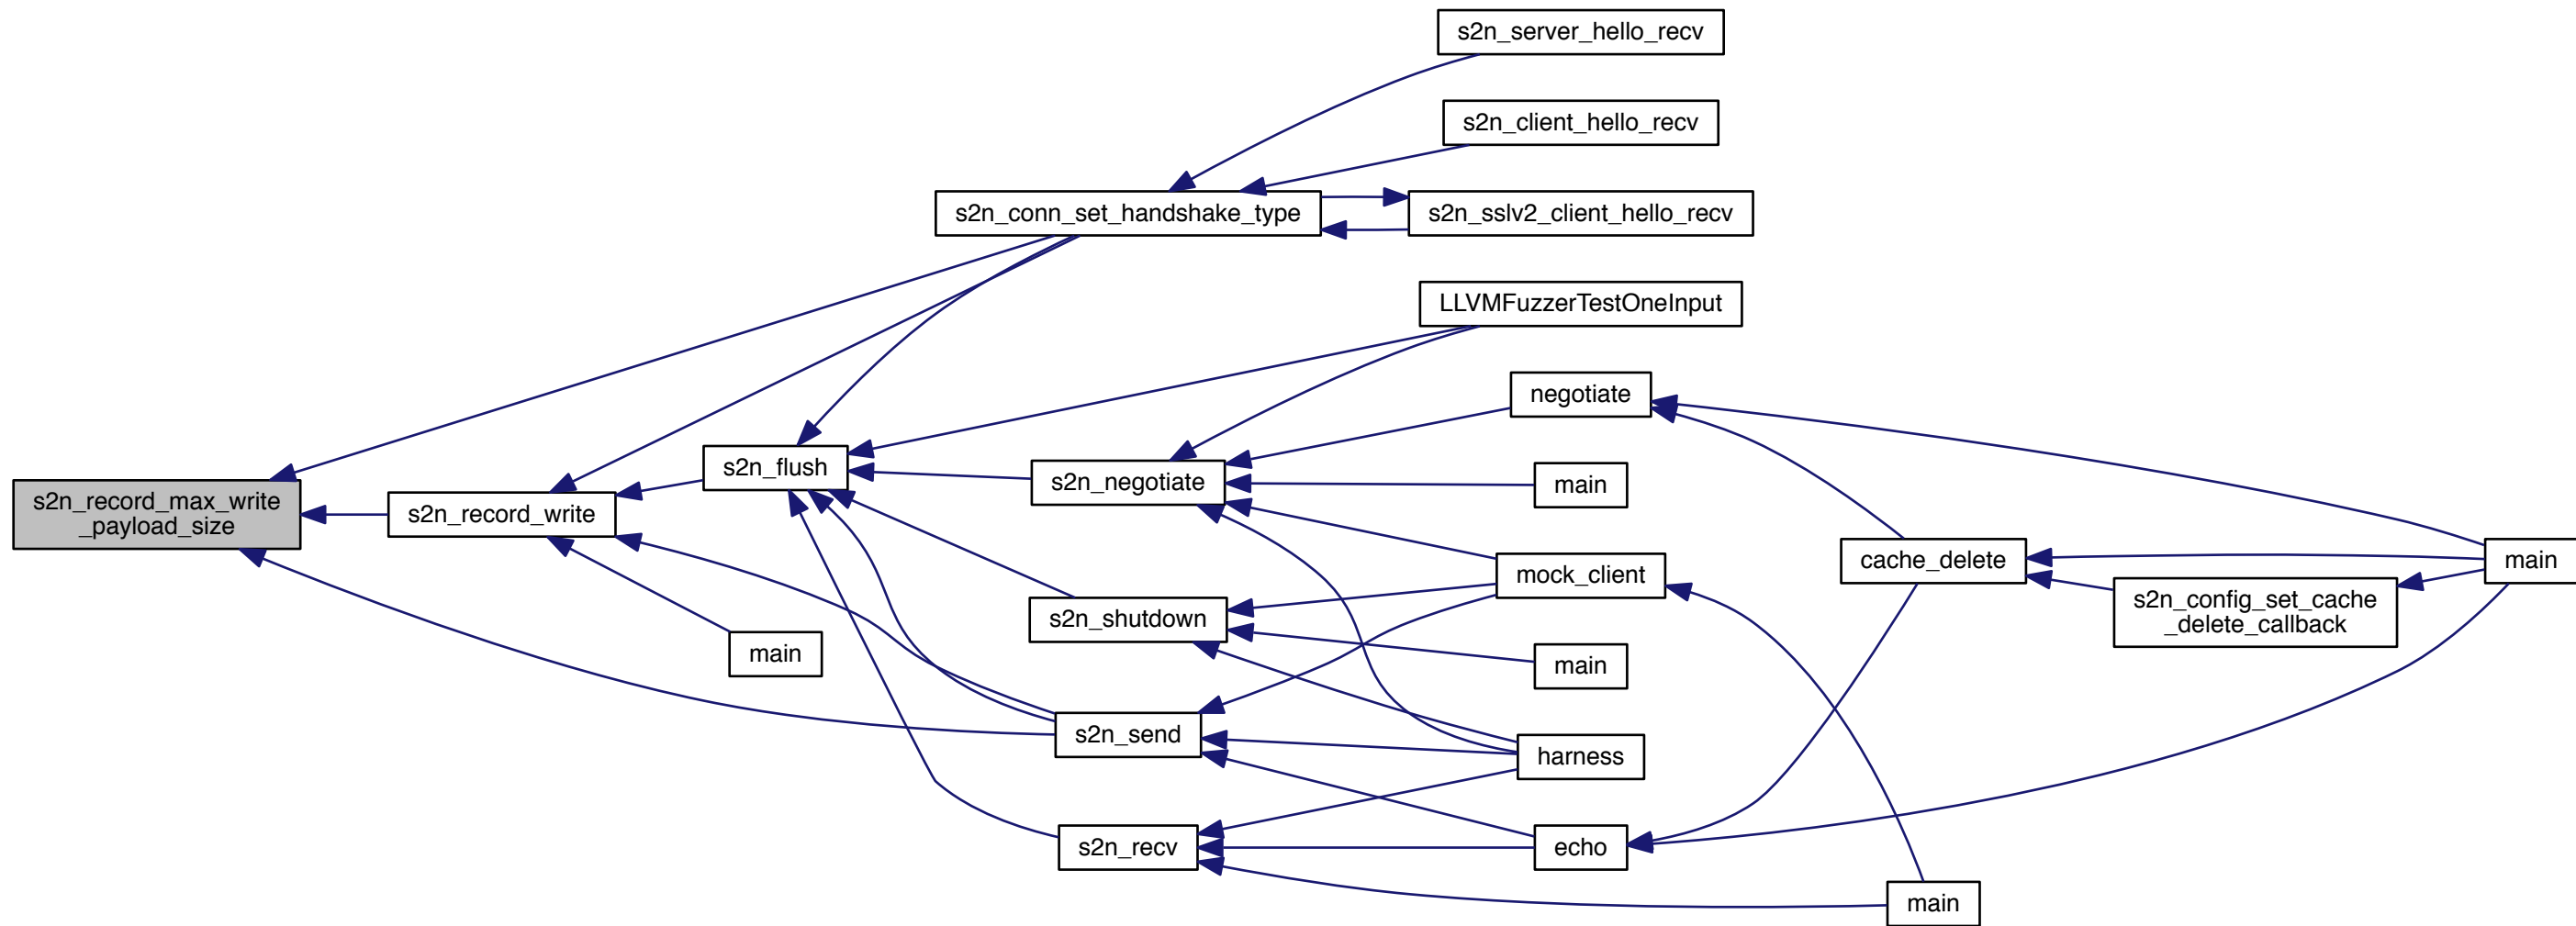 s2n_server_hello_recv
s2n_client_hello_recv
s2n_conn_set_handshake_type
s2n_sslv2_client_hello_recv
LLVMFuzzerTestOneInput
negotiate
s2n_flush
s2n_negotiate
main
s2n_record_max_write
_payload_size
s2n_record_write
mock_client
cache_delete
main
s2n_config_set_cache
_delete_callback
s2n_shutdown
main
main
s2n_send
harness
s2n_recv
echo
main